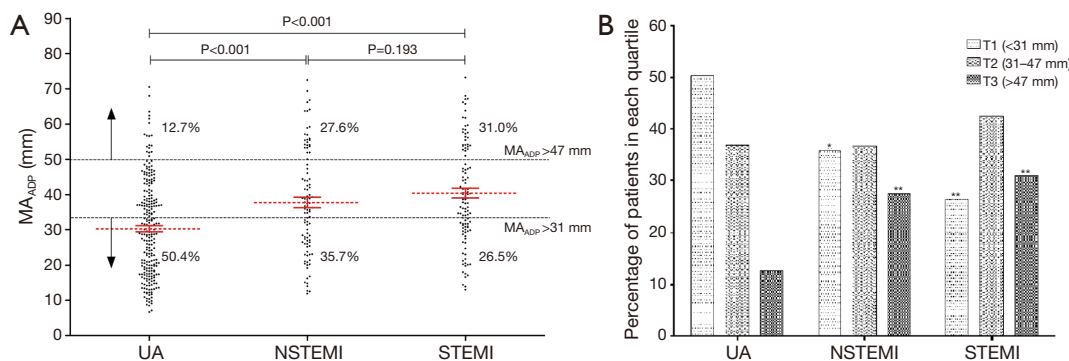 A
MA_ADP (mm)
90
80
70
60
50
40
30
20
10
0
P<0.001
P<0.001
P=0.193
12.7%
27.6%
31.0%
MA_ADP>47 mm
MA_ADP>31 mm
50.4%
35.7%
26.5%
UA
NSTEMI
STEMI
B
Percentage of patients in each quartile
60
50
40
30
20
10
0
T1 (<31 mm)
T2 (31–47 mm)
T3 (>47 mm)
*
**
**
**
UA
NSTEMI
STEMI